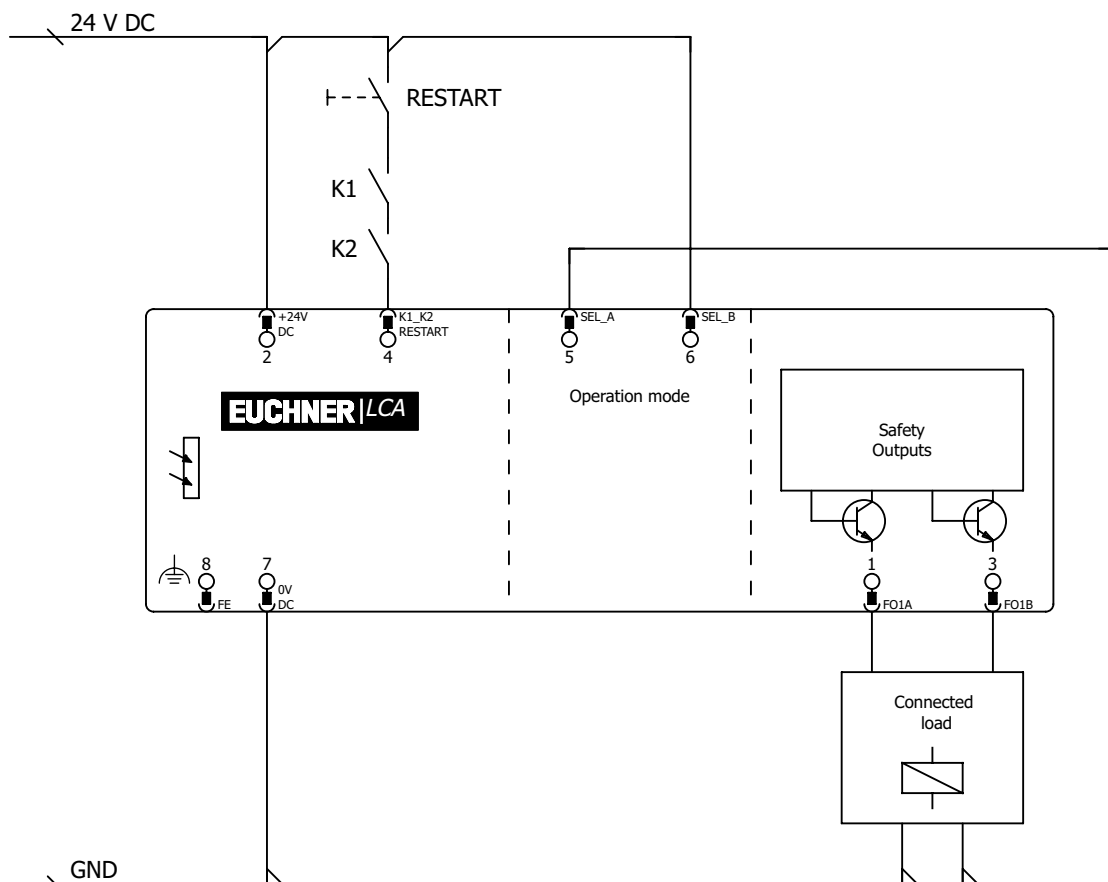 24 V DC
RESTART
K1
K2
+24V
DC
2
K1_K2
RESTART
4
SEL_A
5
SEL_B
6
Operation mode
EUCHNER|LCA
Safety
Outputs
8
FE
7
0V
DC
1
FO1A
3
FO1B
Connected
load
GND